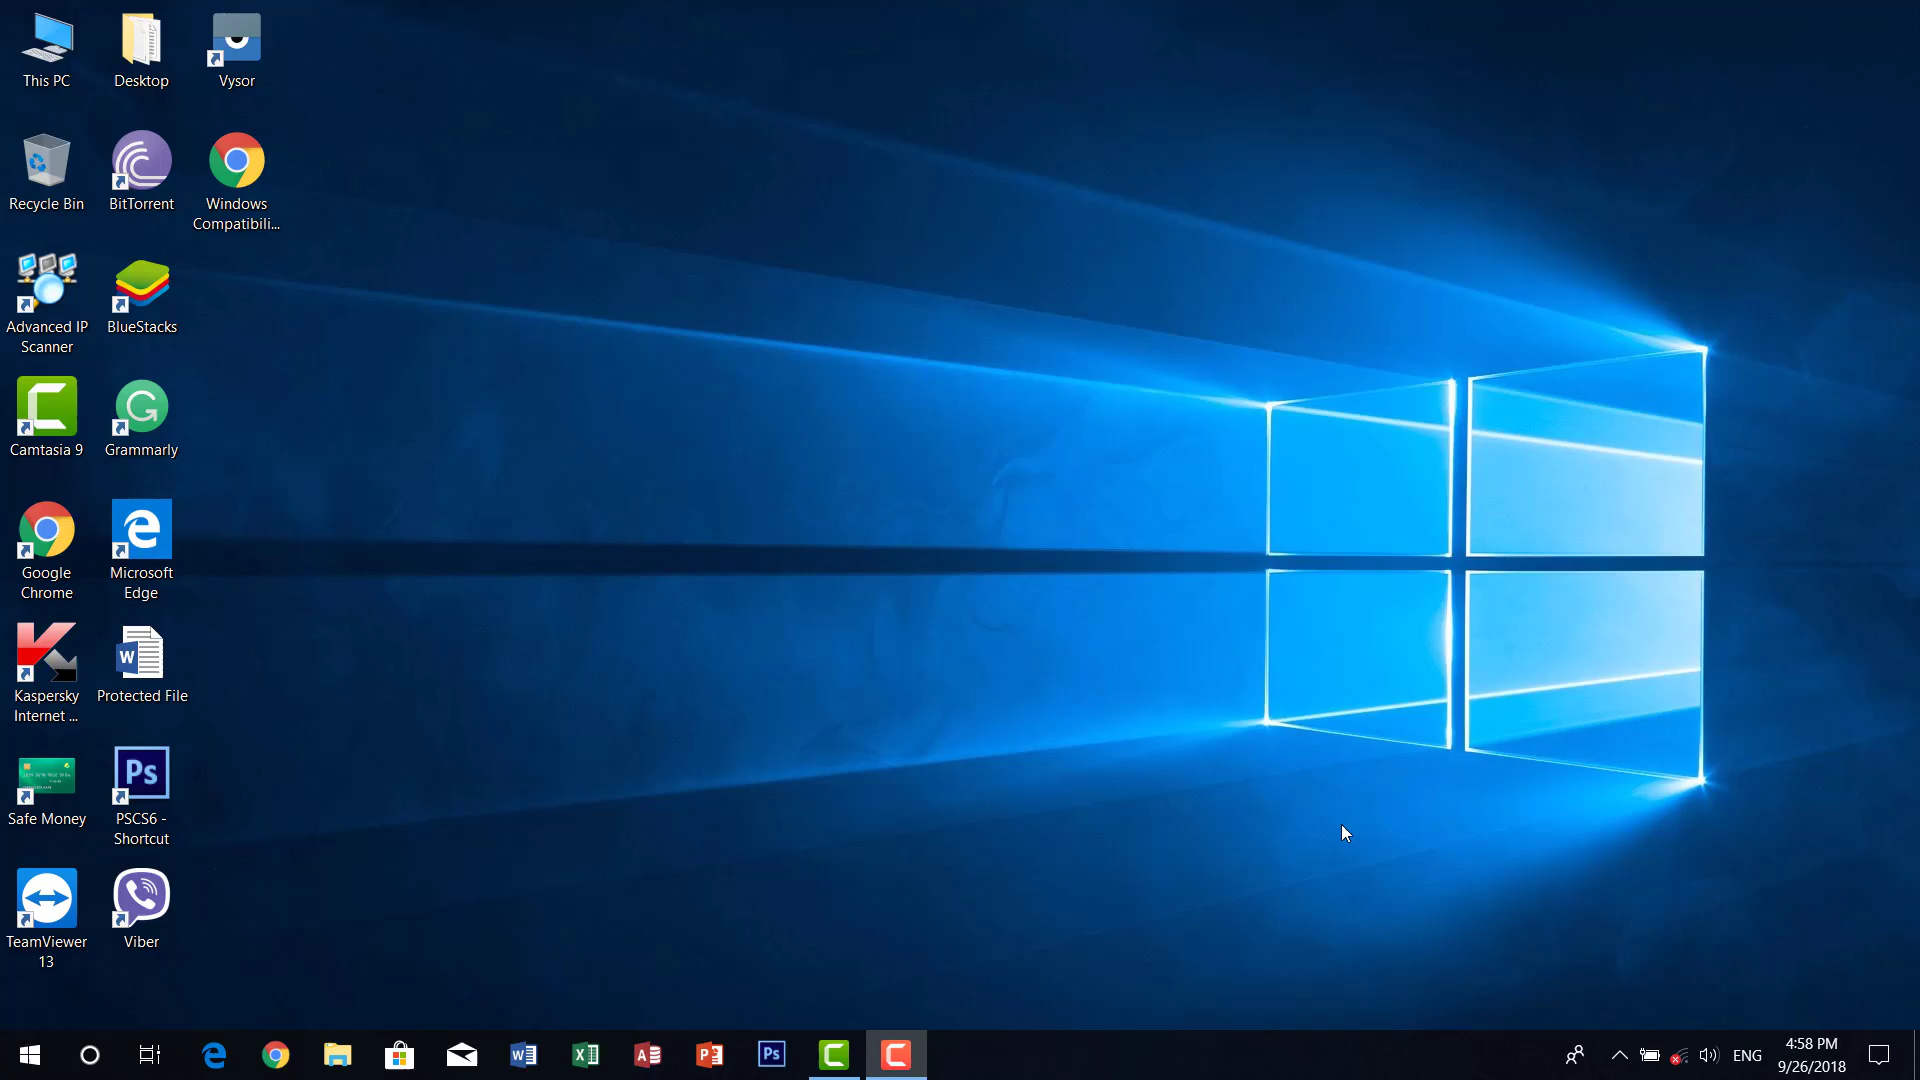 This PC
Desktop
Vysor
Recycle Bin
BitTorrent
Windows
Compatibili...
Advanced IP
Scanner
BlueStacks
Camtasia 9
Grammarly
Google
Chrome
Microsoft
Edge
Kaspersky
Internet ...
W
Protected File
Safe Money
Ps
PSCS6 -
Shortcut
TeamViewer
13
Viber
Ps
ENG
4:58 PM
9/26/2018